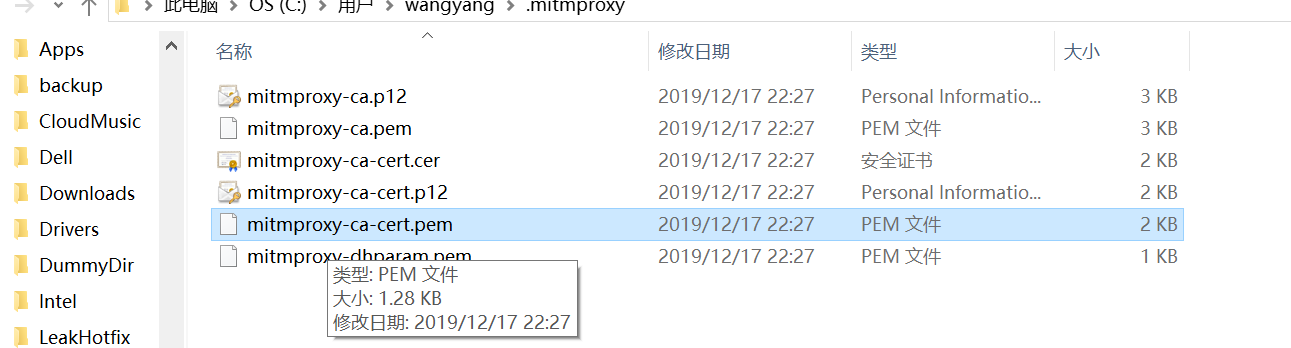 此电脑 > OS (C:) > 用户 > wangyang > .mitmproxy
Apps
backup
CloudMusic
Dell
Downloads
Drivers
DummyDir
Intel
LeakHotfix
名称 修改日期 类型 大小
mitmproxy-ca.p12 2019/12/17 22:27 Personal Informatio... 3 KB
mitmproxy-ca.pem 2019/12/17 22:27 PEM 文件 3 KB
mitmproxy-ca-cert.cer 2019/12/17 22:27 安全证书 2 KB
mitmproxy-ca-cert.p12 2019/12/17 22:27 Personal Informatio... 2 KB
mitmproxy-ca-cert.pem 2019/12/17 22:27 PEM 文件 2 KB
mitmproxy-dhparam.pem 2019/12/17 22:27 PEM 文件 1 KB
类型: PEM 文件
大小: 1.28 KB
修改日期: 2019/12/17 22:27